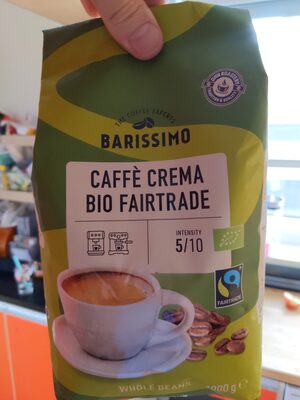 THE COFFEE EXPERTS
BARISSIMO
CAFFÈ CREMA
BIO FAIRTRADE
INTENSITY
5/10
FAIRTRADE
WHOLE BEANS